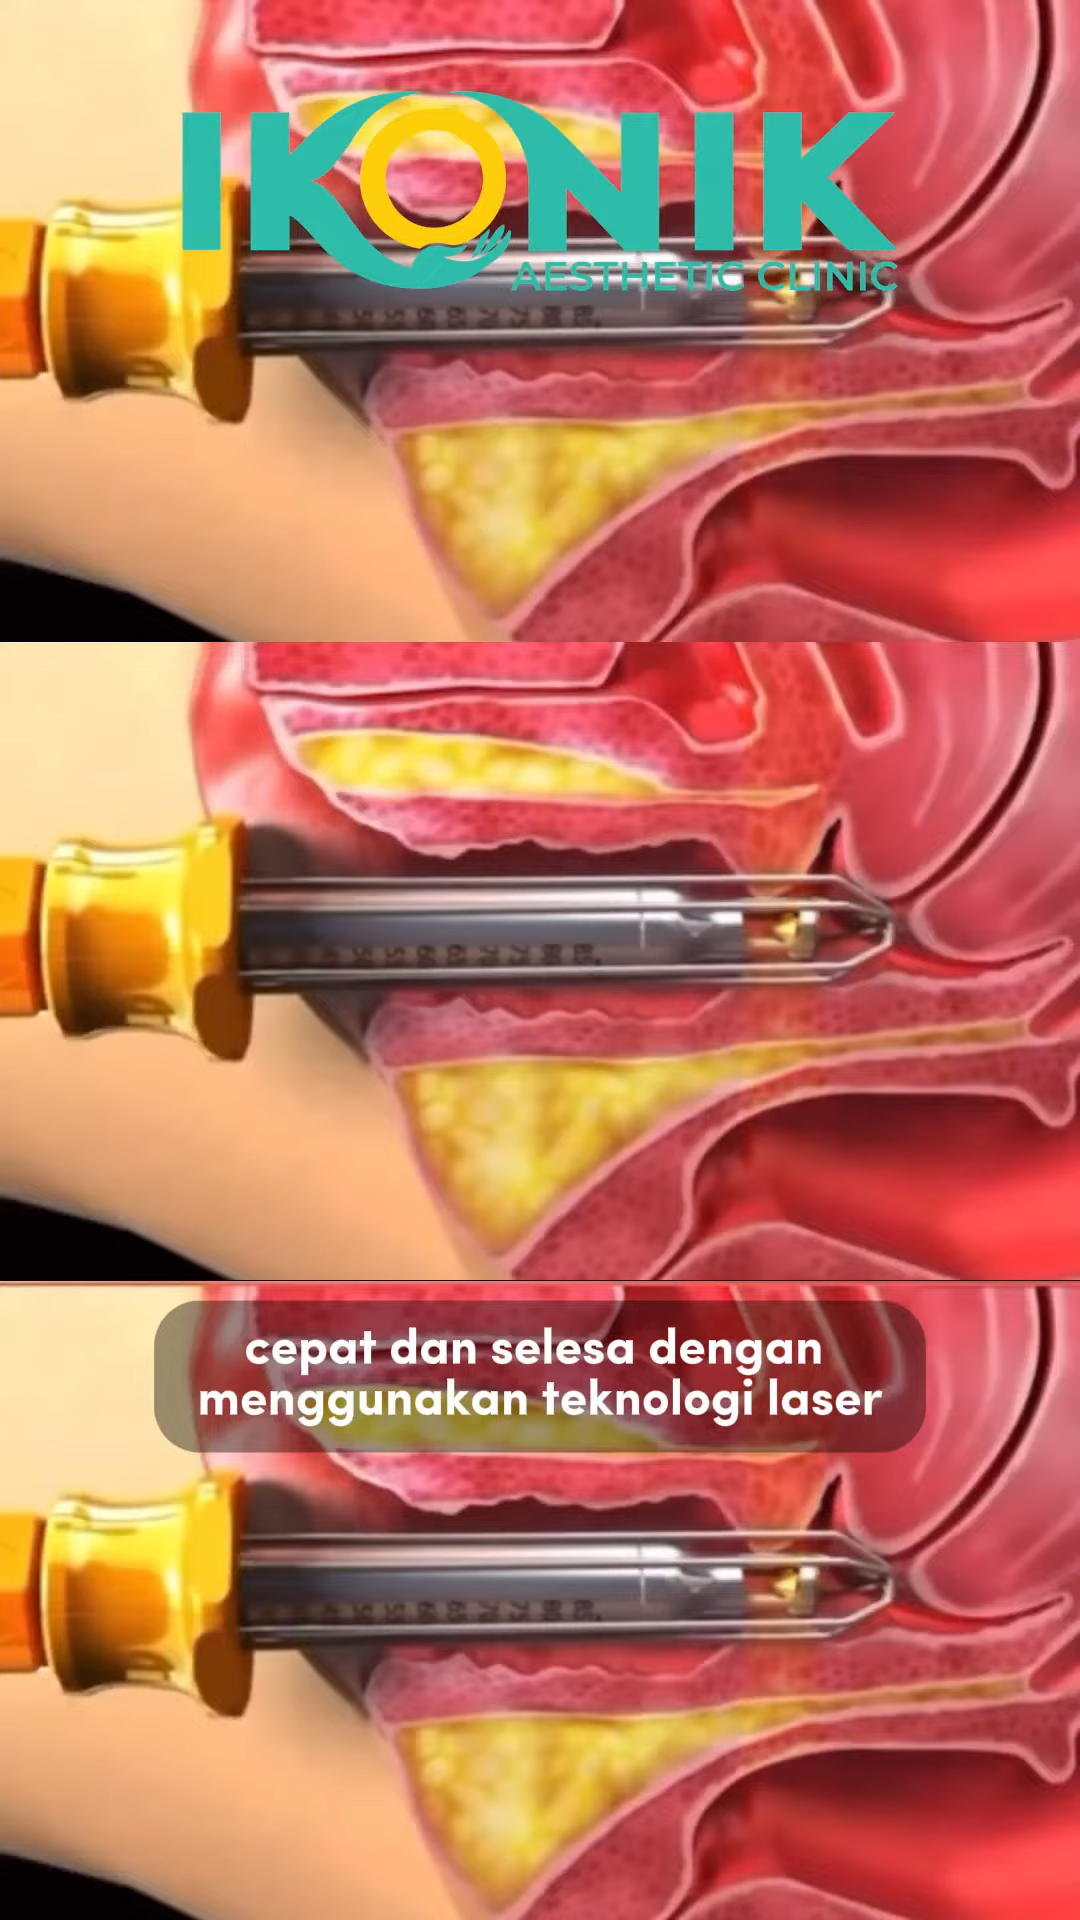 IKONIK
AESTHETIC CLINIC
cepat dan selesa dengan
menggunakan teknologi laser